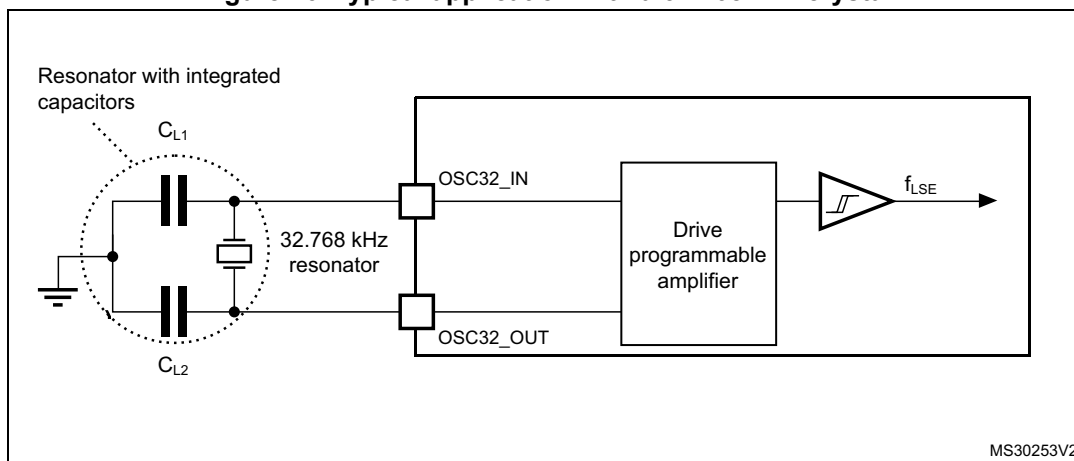 Resonator with integrated
capacitors
CL1
OSC32_IN
fLSE
32.768 kHz
resonator
Drive
programmable
amplifier
OSC32_OUT
CL2
MS30253V2